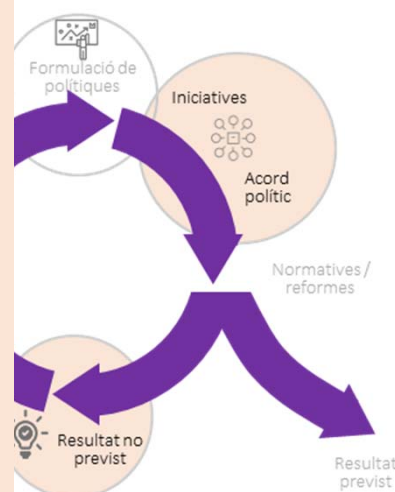 Formulació de
polítiques
Iniciatives
Acord
polític
Normatives /
reformes
Resultat no
previst
Resultat
previst